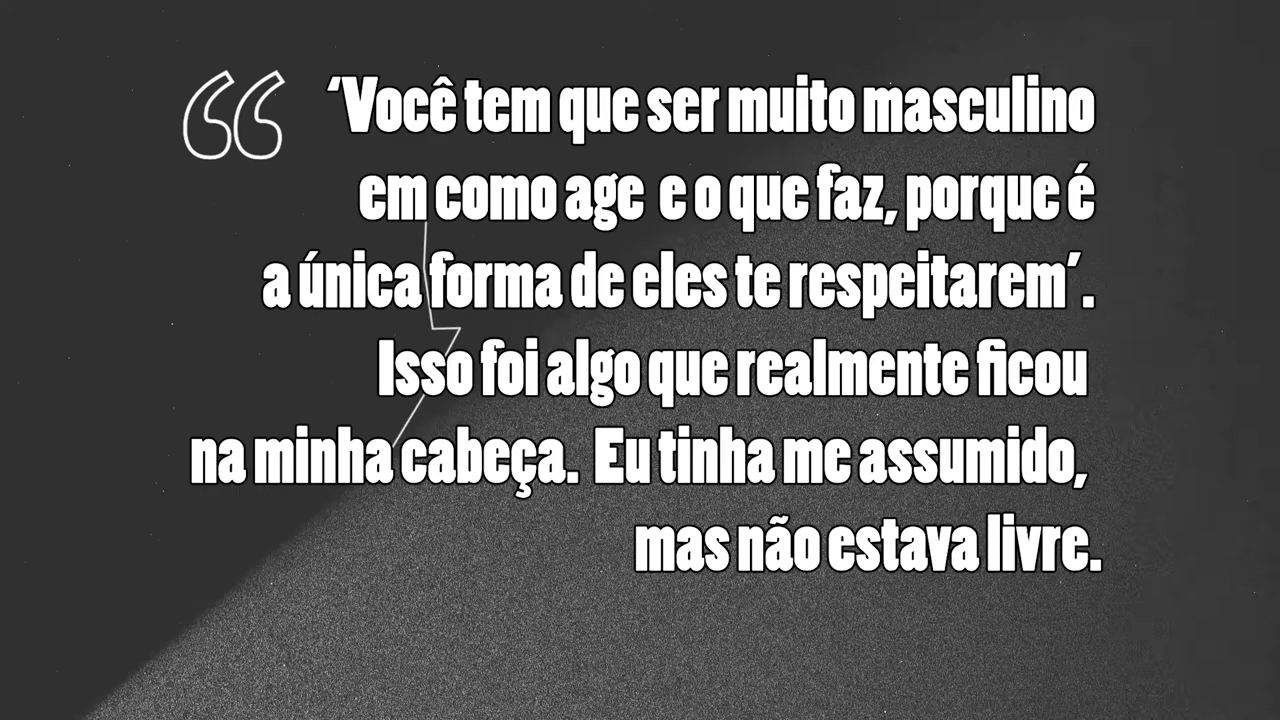 “ ‘Você tem que ser muito masculino
em como age e o que faz, porque é
a única forma de eles te respeitarem’.
Isso foi algo que realmente ficou
na minha cabeça. Eu tinha me assumido,
mas não estava livre.